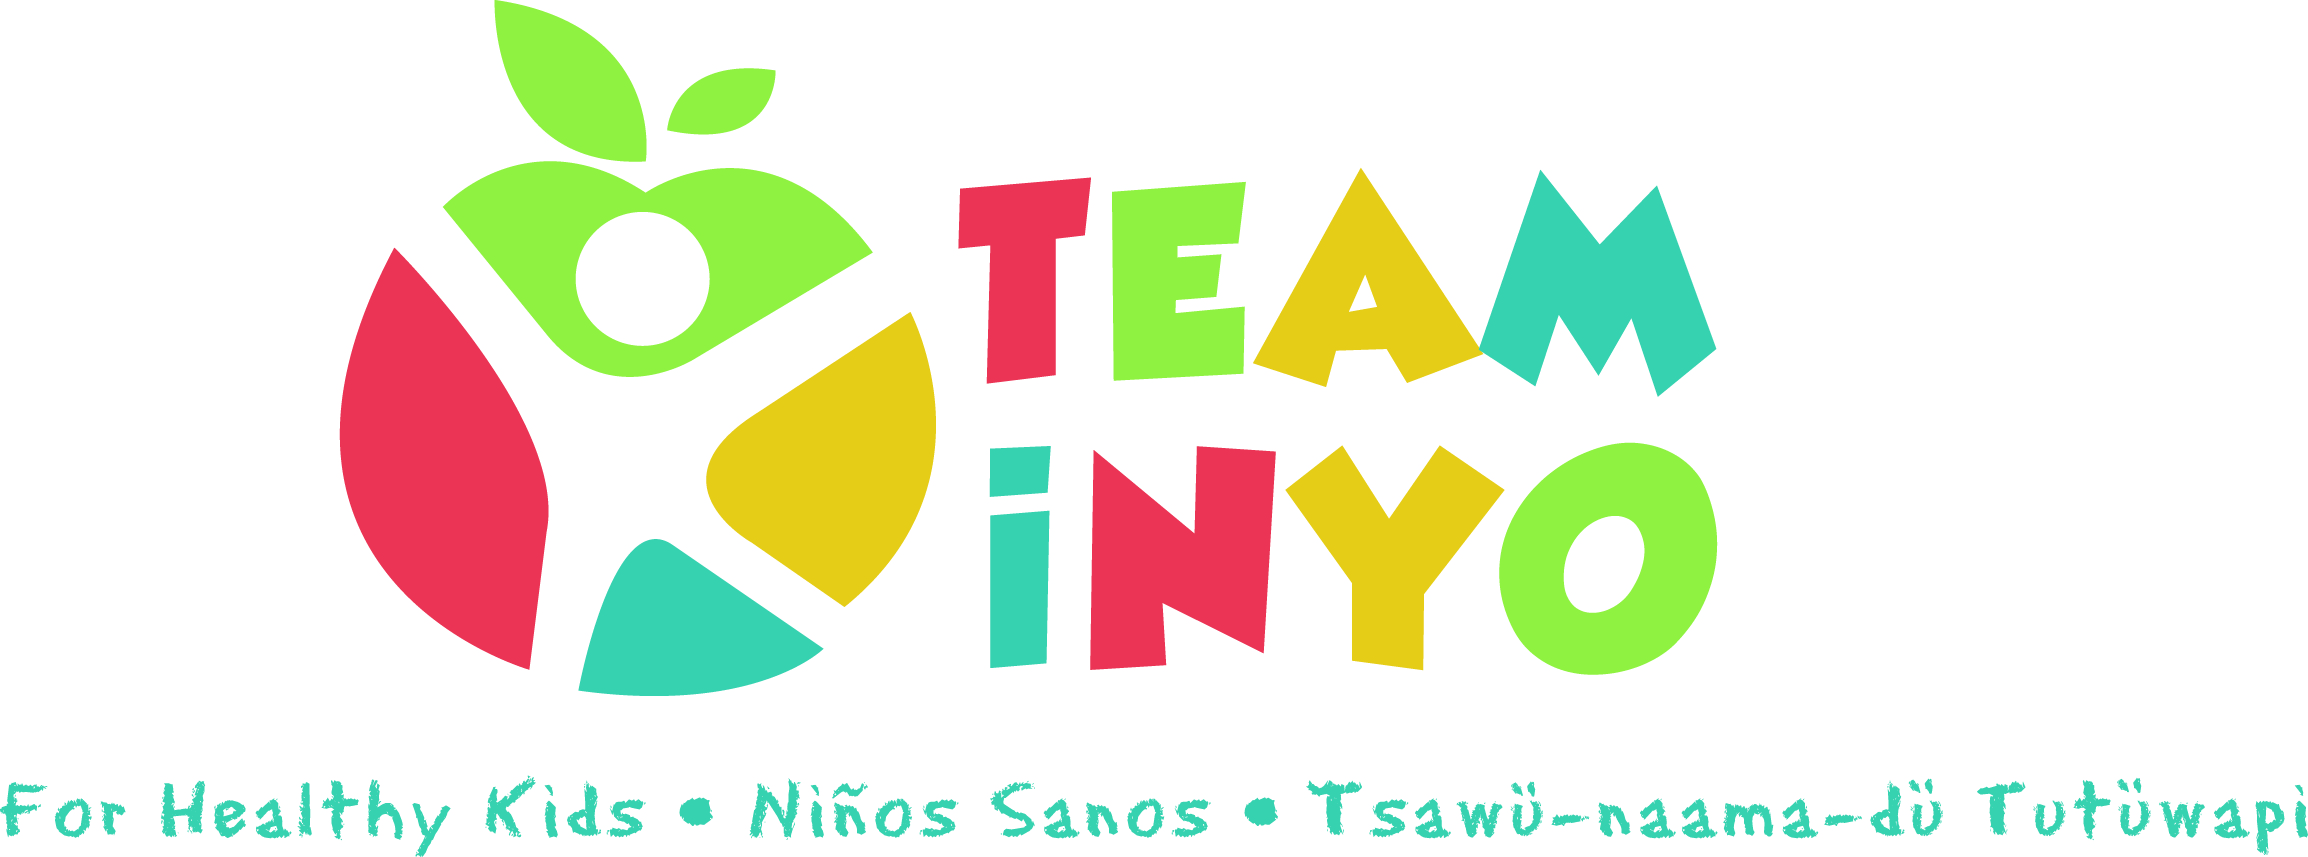 TEAM
iNYO
For Healthy Kids • Niños Sanos • Tsawü-naama-dü Tutüwapi